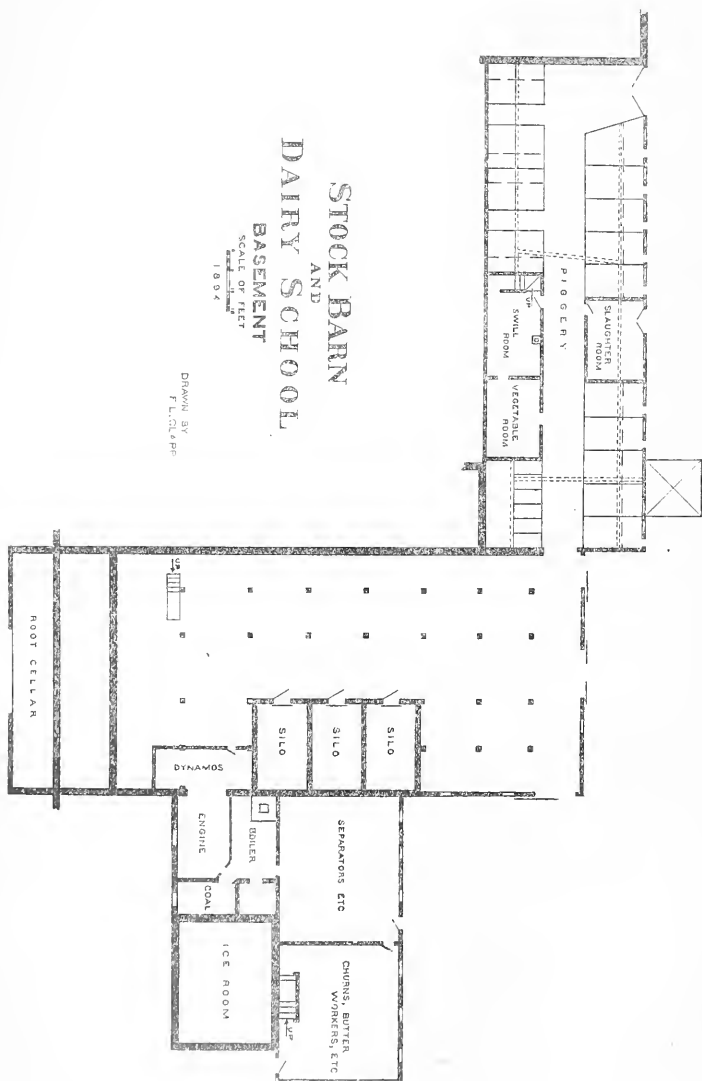 STOCK BARN
AND
DAIRY SCHOOL
BASEMENT
SCALE OF FEET
1894
DRAWN BY
F.L. CLAPP
PIGGERY
SLAUGHTER
ROOM
UP
SWILL
ROOM
VEGETABLE
ROOM
UP
ROOT CELLAR
SILO
SILO
SILO
DYNAMOS
ENGINE
BOILER
COAL
SEPARATORS ETC
ICE ROOM
UP
CHURNS, BUTTER
WORKERS, ETC